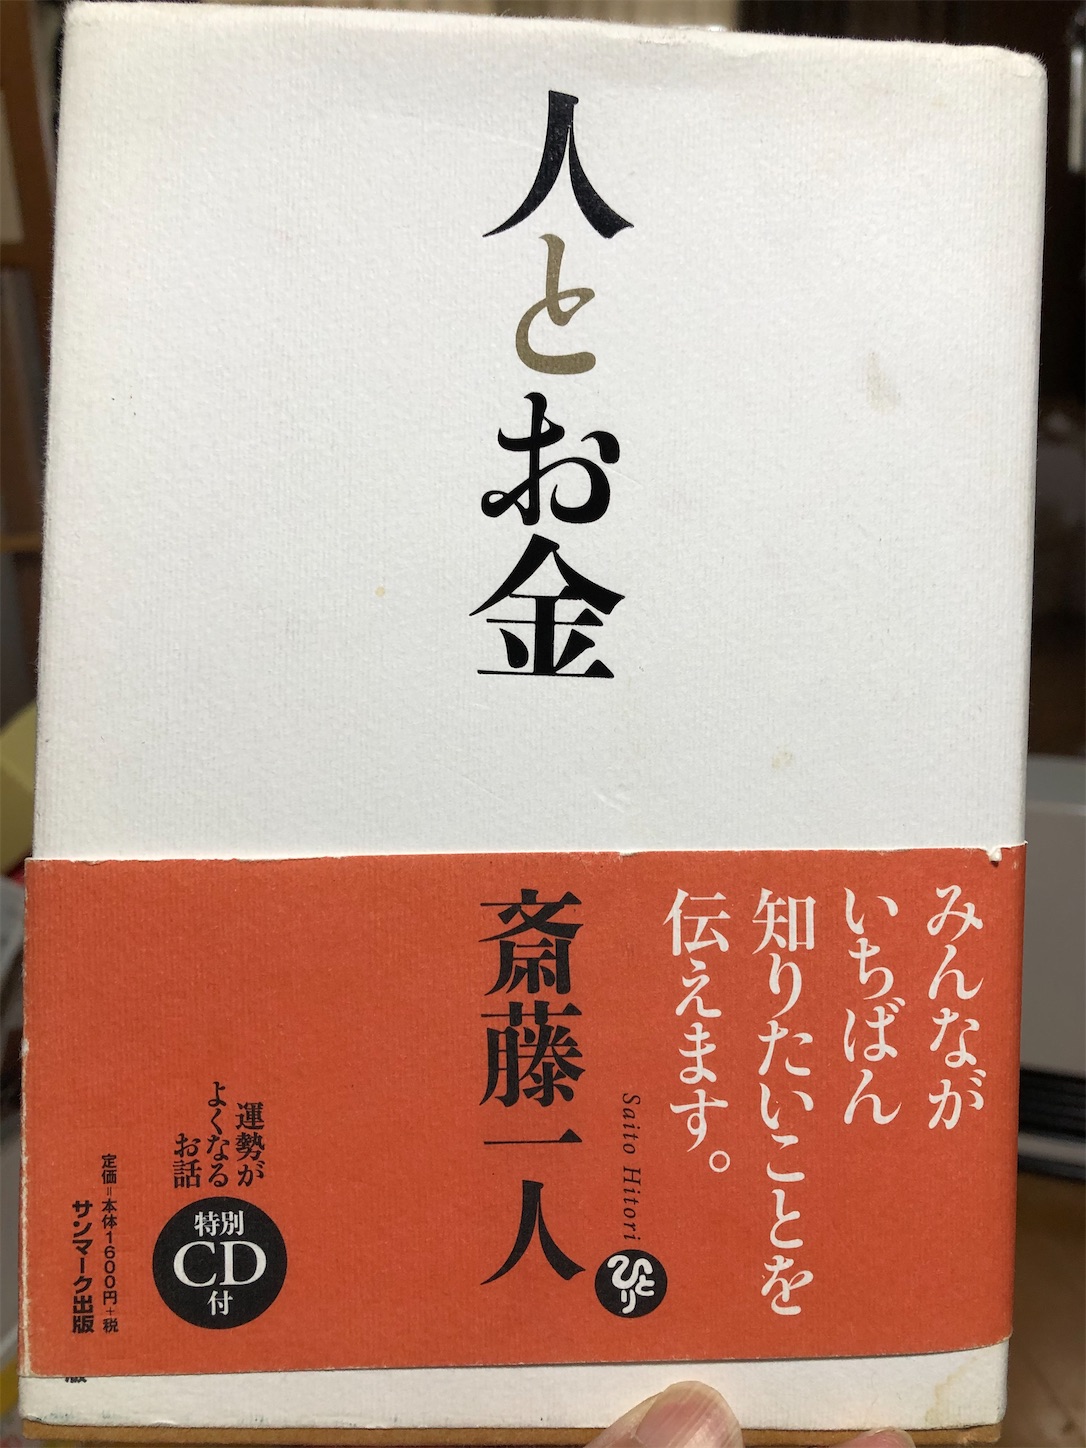 人とお金
みんなが
いちばん
知りたいことを
伝えます。
Saito Hitori
ひとり
斎藤一人
運勢が
よくなる
お話
特別
CD
付
定価=本体1600円+税
サンマーク出版